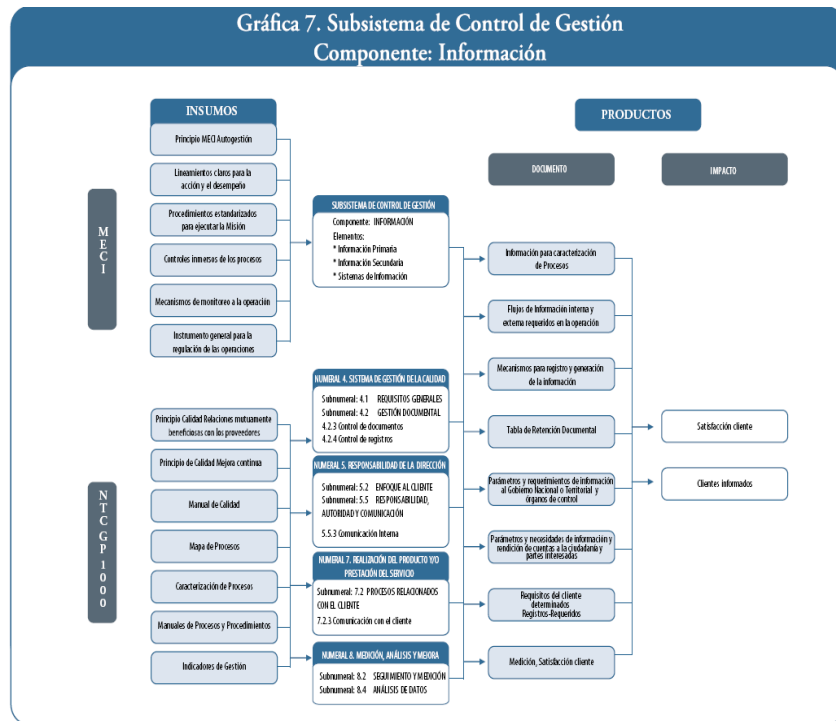 Gráfica 7. Subsistema de Control de Gestión
Componente: Información
INSUMOS
PRODUCTOS
DOCUMENTO
IMPACTO
MECI
Principio MECI Autogestión
Lineamientos claros para la
acción y el desempeño
Procedimientos estandarizados
para ejecutar la Misión
Controles inmersos de los procesos
Mecanismos de monitoreo a la operación
Instrumento general para la
regulación de las operaciones
NTC GP 1000
Principio Calidad Relaciones mutuamente
beneficiosas con los proveedores
Principio de Calidad Mejora continua
Manual de Calidad
Mapa de Procesos
Caracterización de Procesos
Manuales de Procesos y Procedimientos
Indicadores de Gestión
SUBSISTEMA DE CONTROL DE GESTIÓN
Componente: INFORMACIÓN
Elementos:
* Información Primaria
* Información Secundaria
* Sistemas de Información
NUMERAL 4. SISTEMA DE GESTIÓN DE LA CALIDAD
Subnumeral: 4.1 REQUISITOS GENERALES
Subnumeral: 4.2 GESTIÓN DOCUMENTAL
4.2.3 Control de documentos
4.2.4 Control de registros
NUMERAL 5. RESPONSABILIDAD DE LA DIRECCIÓN
Subnumeral: 5.2 ENFOQUE AL CLIENTE
Subnumeral: 5.5 RESPONSABILIDAD,
AUTORIDAD Y COMUNICACIÓN
5.5.3 Comunicación Interna
NUMERAL 7. REALIZACIÓN DEL PRODUCTO Y/O
PRESTACIÓN DEL SERVICIO
Subnumeral: 7.2 PROCESOS RELACIONADOS
CON EL CLIENTE
7.2.3 Comunicación con el cliente
NUMERAL 8. MEDICIÓN, ANÁLISIS Y MEJORA
Subnumeral: 8.2 SEGUIMIENTO Y MEDICIÓN
Subnumeral: 8.4 ANÁLISIS DE DATOS
Información para caracterización
de Procesos
Flujos de Información interna y
externa requeridos en la operación
Mecanismos para registro y generación
de la información
Tabla de Retención Documental
Parámetros y requerimientos de información
al Gobierno Nacional o Territorial y
órganos de control
Parámetros y necesidades de información y
rendición de cuentas a la ciudadanía y
partes interesadas
Requisitos del cliente
determinados
Registros-Requeridos
Medición, Satisfacción cliente
Satisfacción cliente
Clientes informados